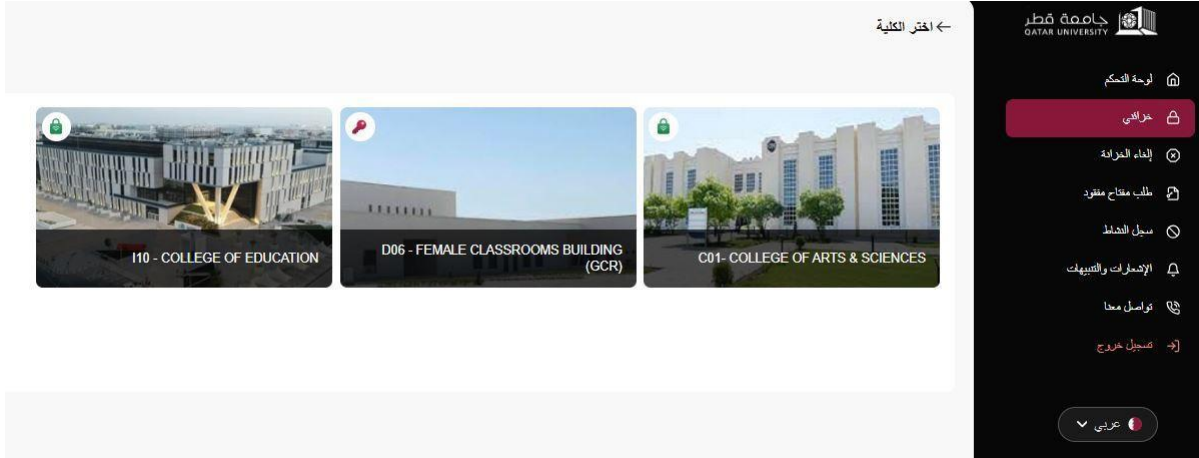 جامعة قطر
QATAR UNIVERSITY
لوحة التحكم
خزانتي
إلغاء الخزانة
طلب مفتاح مفقود
سجل النشاط
الإشعارات والتنبيهات
تواصل معنا
تسجيل خروج
عربي
اختر الكلية
C01- COLLEGE OF ARTS & SCIENCES
D06 - FEMALE CLASSROOMS BUILDING
(GCR)
I10 - COLLEGE OF EDUCATION